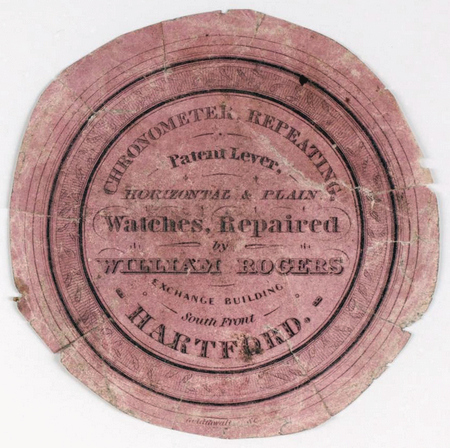 CHRONOMETER, REPEATING,
Patent Lever,
HORIZONTAL & PLAIN
Watches, Repaired
by
WILLIAM ROGERS
EXCHANGE BUILDING
South Front
HARTFORD.